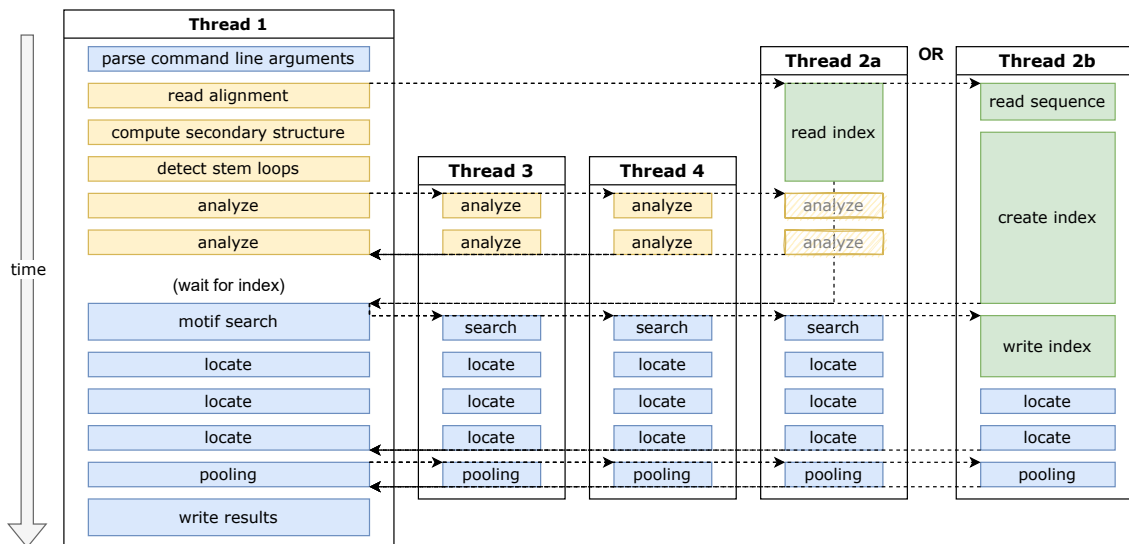 Thread 1
parse command line arguments
read alignment
compute secondary structure
detect stem loops
analyze
analyze
(wait for index)
motif search
locate
locate
locate
pooling
write results
time
Thread 3
analyze
analyze
search
locate
locate
locate
pooling
Thread 4
analyze
analyze
search
locate
locate
locate
pooling
Thread 2a
read index
analyze
analyze
search
locate
locate
locate
pooling
OR
Thread 2b
read sequence
create index
write index
locate
locate
pooling